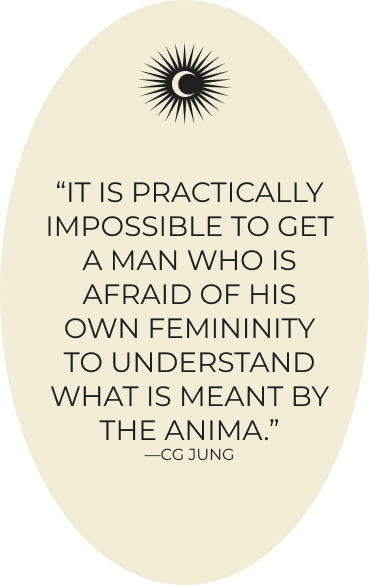 “IT IS PRACTICALLY
IMPOSSIBLE TO GET
A MAN WHO IS
AFRAID OF HIS
OWN FEMININITY
TO UNDERSTAND
WHAT IS MEANT BY
THE ANIMA.”
—CG JUNG